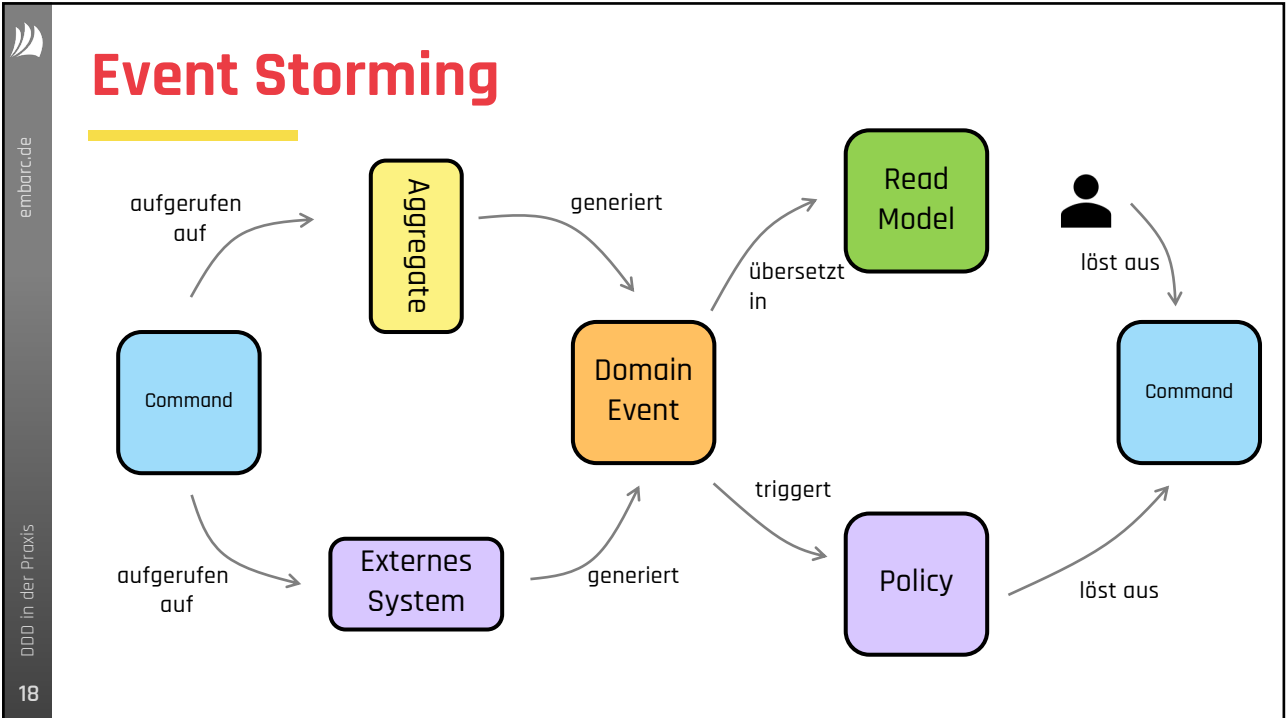 Event Storming
embarc.de
DDD in der Praxis
18
aufgerufen
auf
Aggregate
generiert
Read
Model
übersetzt
in
löst aus
Command
Domain
Event
Command
aufgerufen
auf
Externes
System
generiert
triggert
Policy
löst aus